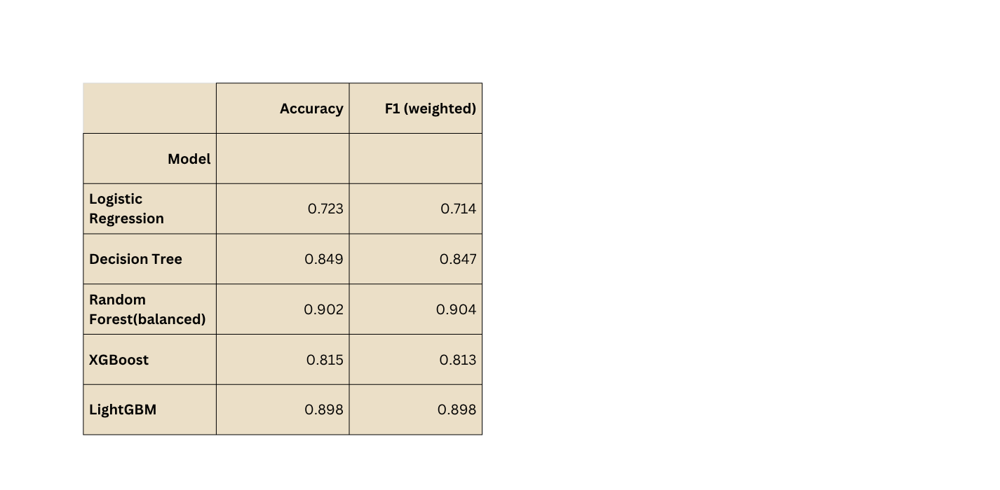 Accuracy F1 (weighted)
Model
Logistic
Regression 0.723 0.714
Decision Tree 0.849 0.847
Random
Forest(balanced) 0.902 0.904
XGBoost 0.815 0.813
LightGBM 0.898 0.898